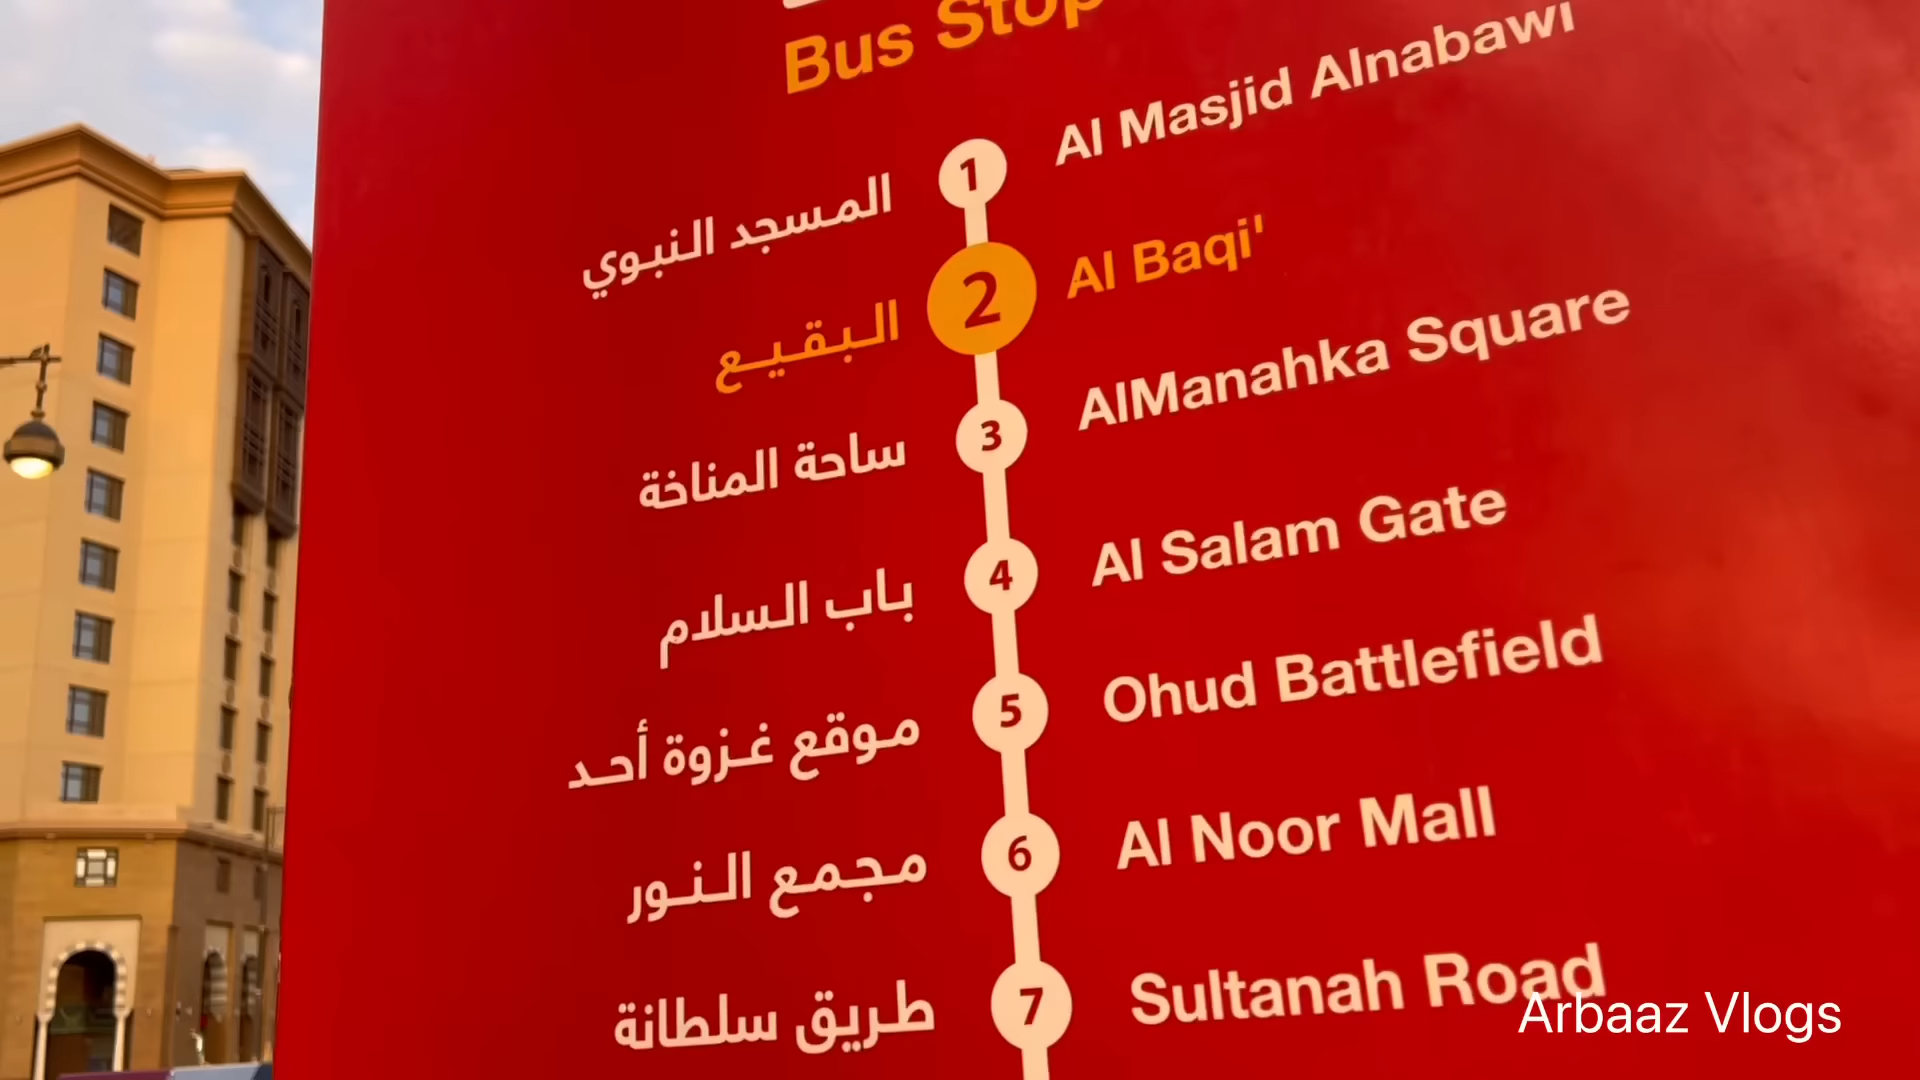 Bus Stop
المسجد النبوي 1 Al Masjid Alnabawi
البقيع 2 Al Baqi'
ساحة المناخة 3 AlManahka Square
باب السلام 4 Al Salam Gate
موقع غزوة أحد 5 Ohud Battlefield
مجمع النور 6 Al Noor Mall
طريق سلطانة 7 Sultanah Road
Arbaaz Vlogs